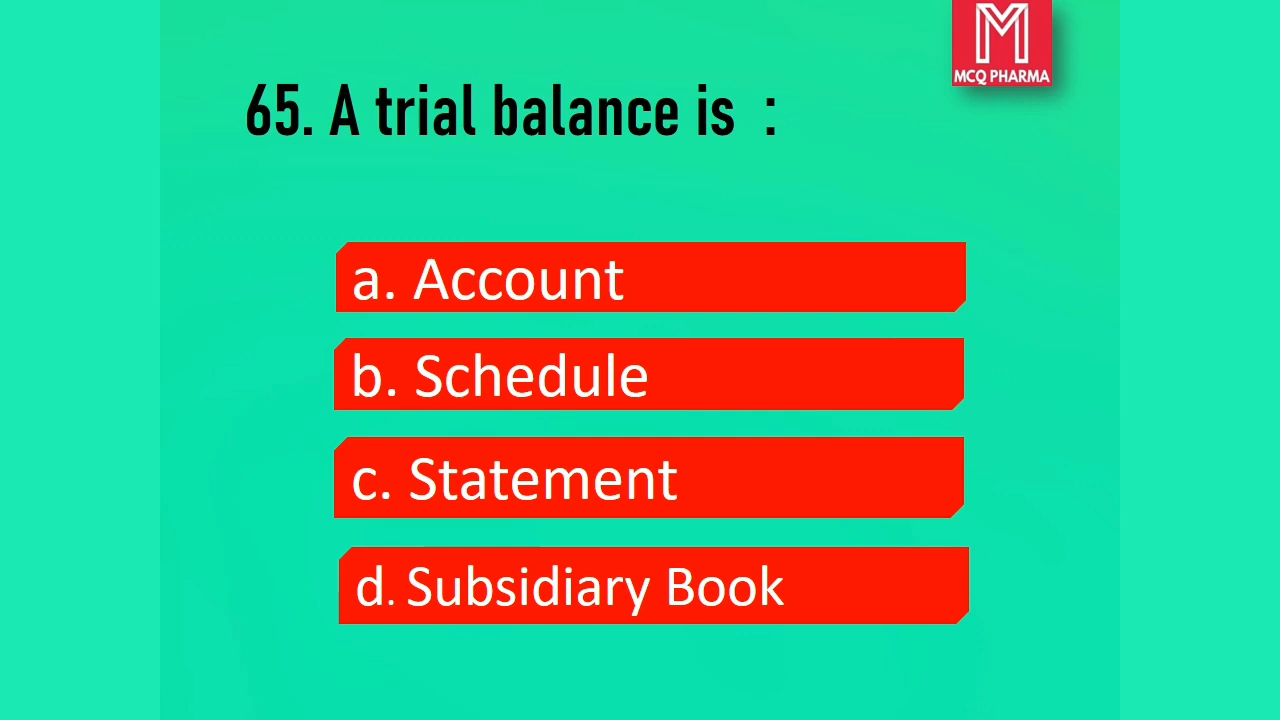 MCQ PHARMA
65. A trial balance is :
a. Account
b. Schedule
c. Statement
d. Subsidiary Book